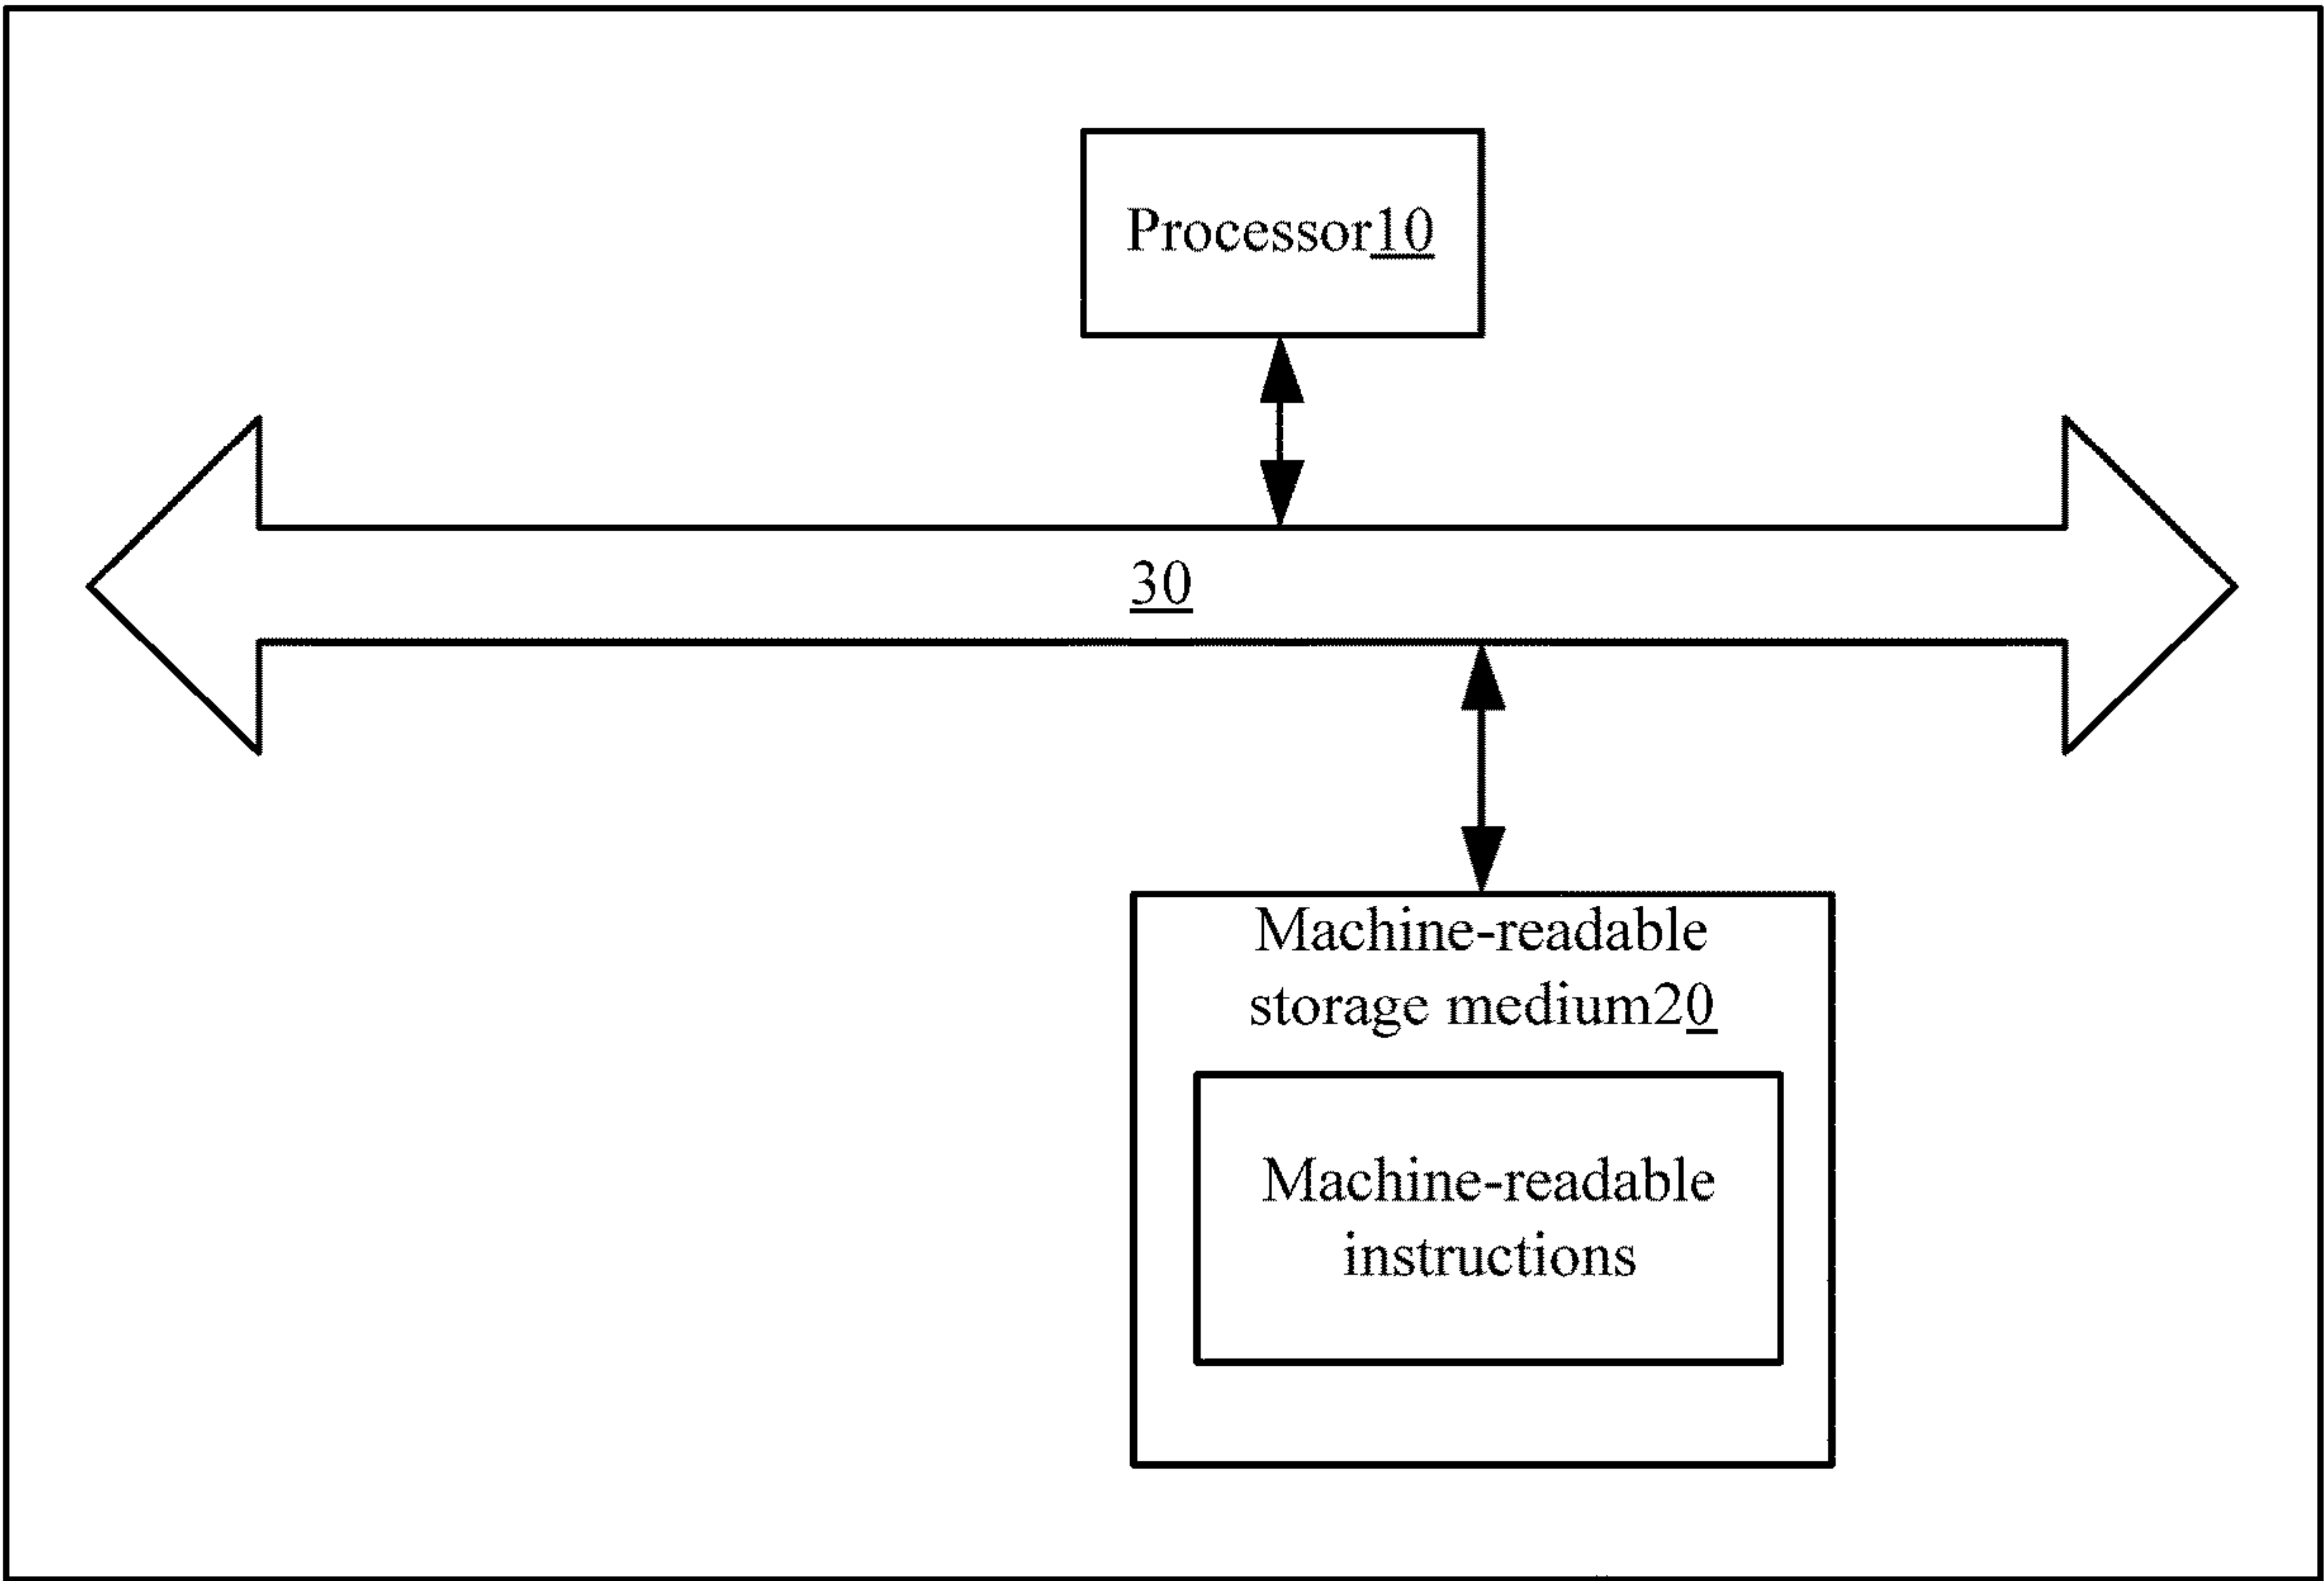 Processor10
30
Machine-readable
storage medium20
Machine-readable
instructions